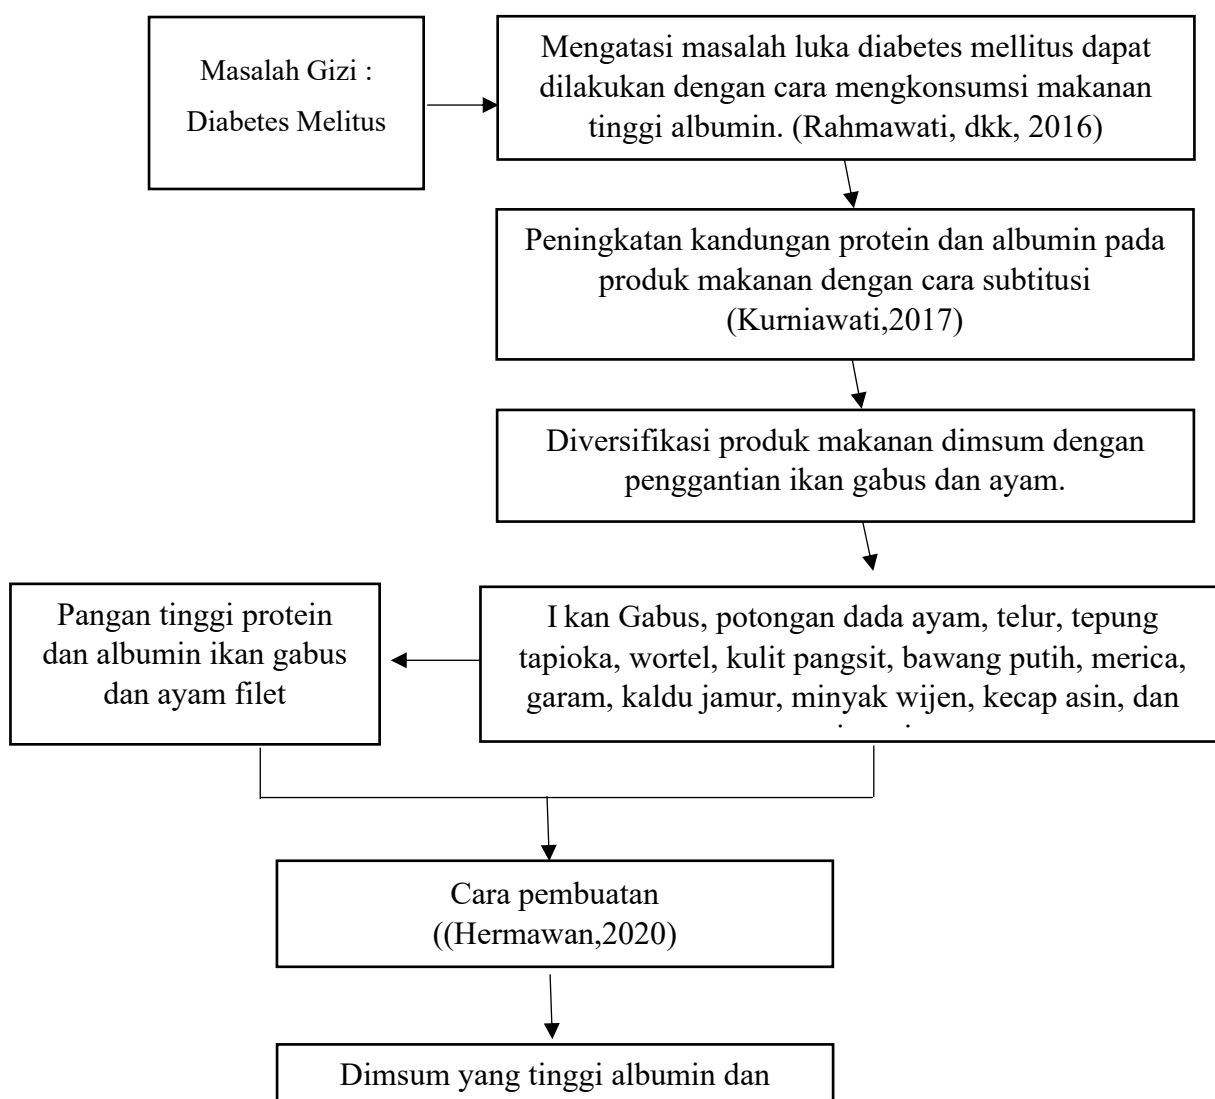 Masalah Gizi :
Diabetes Melitus
Mengatasi masalah luka diabetes mellitus dapat
dilakukan dengan cara mengkonsumsi makanan
tinggi albumin. (Rahmawati, dkk, 2016)
Peningkatan kandungan protein dan albumin pada
produk makanan dengan cara subtitusi
(Kurniawati,2017)
Diversifikasi produk makanan dimsum dengan
penggantian ikan gabus dan ayam.
Pangan tinggi protein
dan albumin ikan gabus
dan ayam filet
I kan Gabus, potongan dada ayam, telur, tepung
tapioka, wortel, kulit pangsit, bawang putih, merica,
garam, kaldu jamur, minyak wijen, kecap asin, dan
Cara pembuatan
((Hermawan,2020)
Dimsum yang tinggi albumin dan